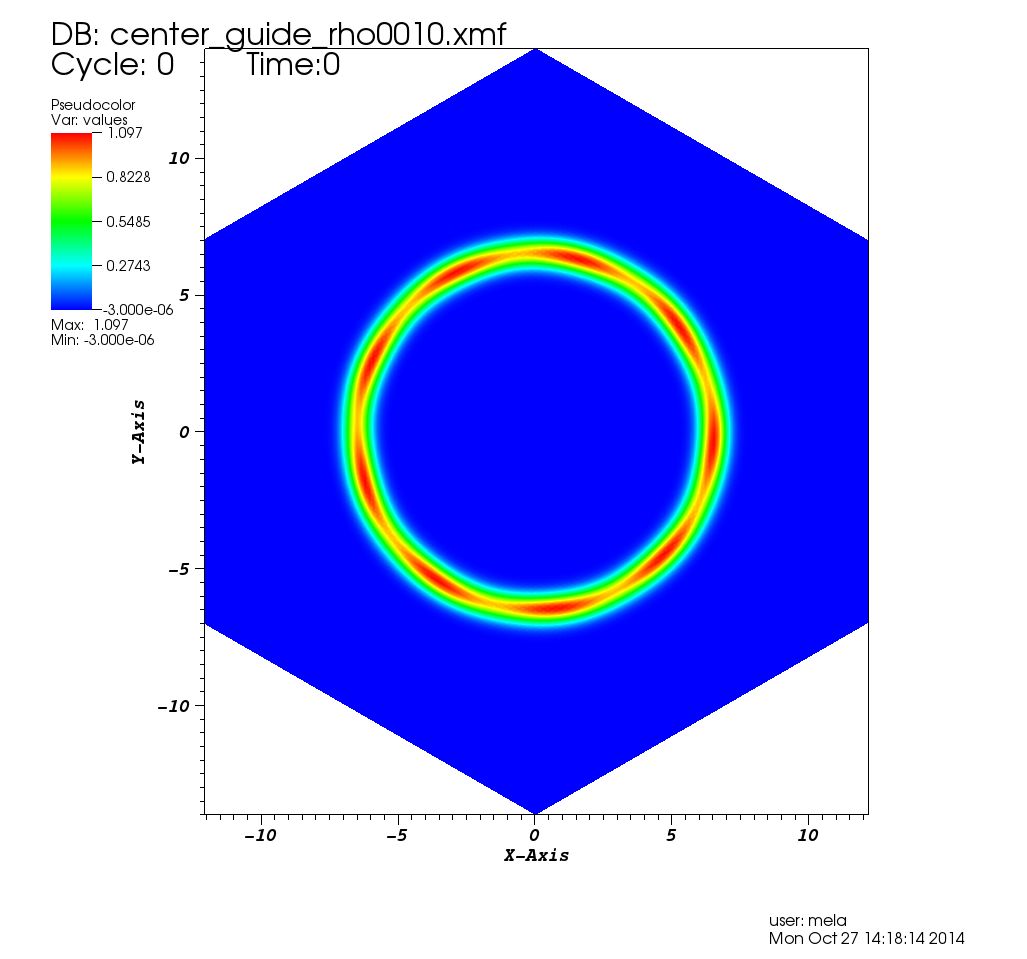 DB: center_guide_rho0010.xmf
Cycle: 0 Time:0
Pseudocolor
Var: values
1.097
0.8228
0.5485
0.2743
-3.000e-06
Max: 1.097
Min: -3.000e-06
10
5
0
-5
-10
Y-Axis
-10 -5 0 5 10
X-Axis
user: mela
Mon Oct 27 14:18:14 2014